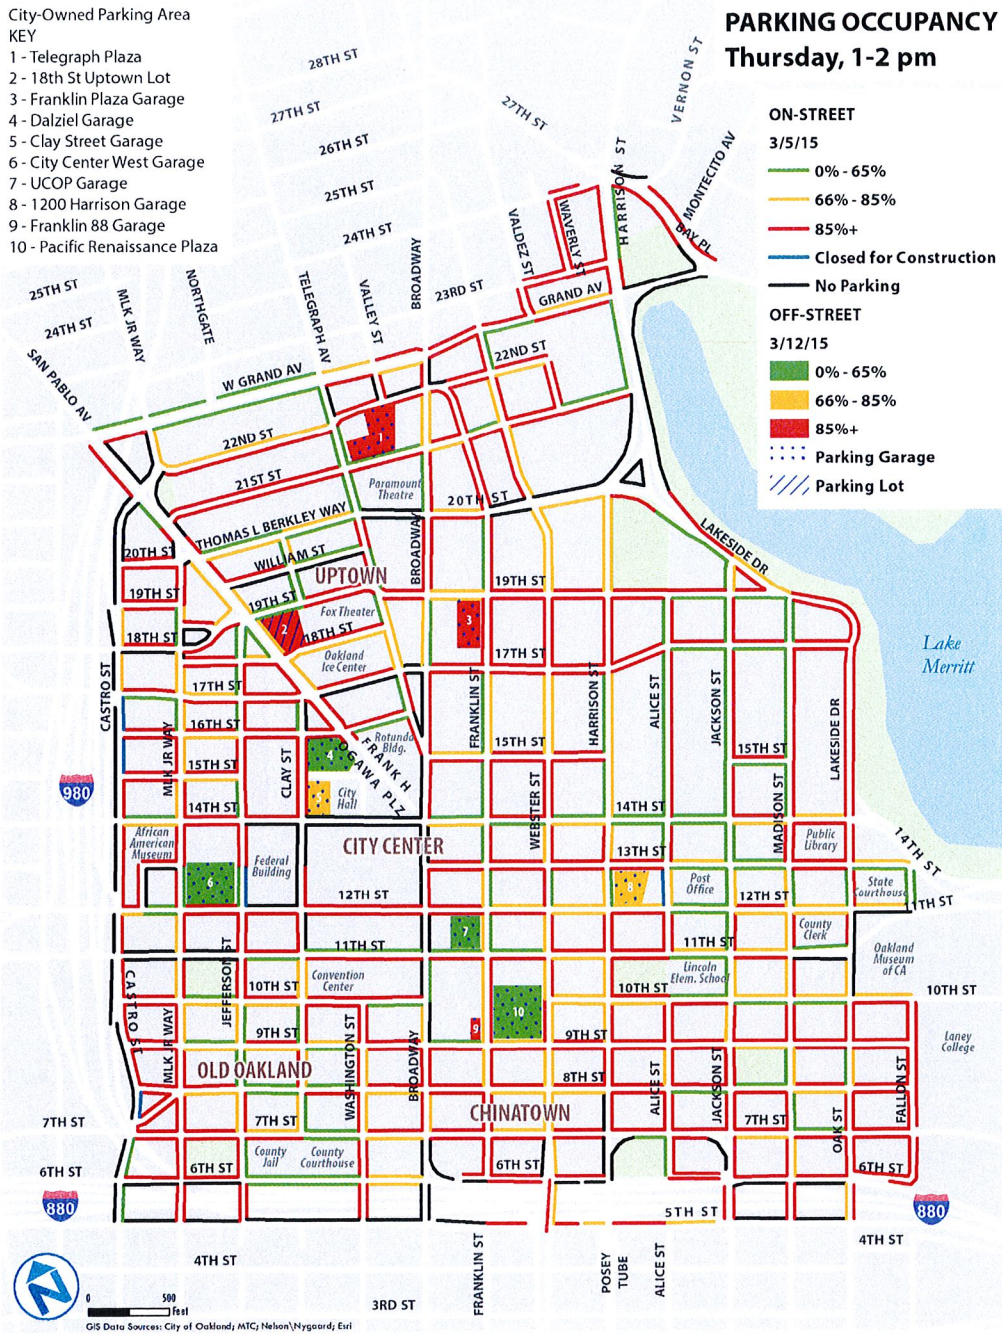 City-Owned Parking Area
KEY
1 - Telegraph Plaza
2 - 18th St Uptown Lot
3 - Franklin Plaza Garage
4 - Dalziel Garage
5 - Clay Street Garage
6 - City Center West Garage
7 - UCOP Garage
8 - 1200 Harrison Garage
9 - Franklin 88 Garage
10 - Pacific Renaissance Plaza
PARKING OCCUPANCY
Thursday, 1-2 pm
ON-STREET
3/5/15
0% - 65%
66% - 85%
85%+
Closed for Construction
No Parking
OFF-STREET
3/12/15
0% - 65%
66% - 85%
85%+
Parking Garage
Parking Lot
28TH ST
27TH ST
27TH ST
26TH ST
25TH ST
24TH ST
23RD ST
25TH ST
24TH ST
VERNON ST
MONTECITO AV
BAY PL
HARRISON ST
WAVERLY ST
VALDEZ ST
BROADWAY
VALLEY ST
TELEGRAPH AV
NORTHGATE
MLK JR WAY
SAN PABLO AV
GRAND AV
W GRAND AV
22ND ST
22ND ST
21ST ST
1
Paramount
Theatre
20TH ST
THOMAS L BERKLEY WAY
WILLIAM ST
20TH ST
UPTOWN
BROADWAY
LAKESIDE DR
19TH ST
19TH ST
19TH ST
Fox Theater
2
18TH ST
18TH ST
3
Oakland
Ice Center
17TH ST
17TH ST
Lake
Merritt
CASTRO ST
FRANKLIN ST
HARRISON ST
ALICE ST
JACKSON ST
LAKESIDE DR
16TH ST
Rotunda
Bldg.
FRANK H
OGAWA PLZ
4
15TH ST
15TH ST
15TH ST
MLK JR WAY
CLAY ST
980
5
City
Hall
14TH ST
14TH ST
WEBSTER ST
MADISON ST
African
American
Museum
CITY CENTER
13TH ST
Public
Library
14TH ST
Federal
Building
6
12TH ST
8
Post
Office
12TH ST
State
Courthouse
11TH ST
7
11TH ST
11TH ST
County
Clerk
JEFFERSON ST
Oakland
Museum
of CA
CASTRO ST
Convention
Center
10TH ST
10TH ST
Lincoln
Elem. School
10TH ST
10
9
9TH ST
9TH ST
MLK JR WAY
WASHINGTON ST
BROADWAY
Laney
College
OLD OAKLAND
8TH ST
ALICE ST
JACKSON ST
FALLON ST
7TH ST
7TH ST
CHINATOWN
7TH ST
OAK ST
County
Jail
County
Courthouse
6TH ST
6TH ST
6TH ST
6TH ST
880
5TH ST
880
4TH ST
4TH ST
FRANKLIN ST
POSEY
TUBE
ALICE ST
3RD ST
0 500
Feet
GIS Data Sources: City of Oakland; MTC; Nelson\Nygaard; Esri